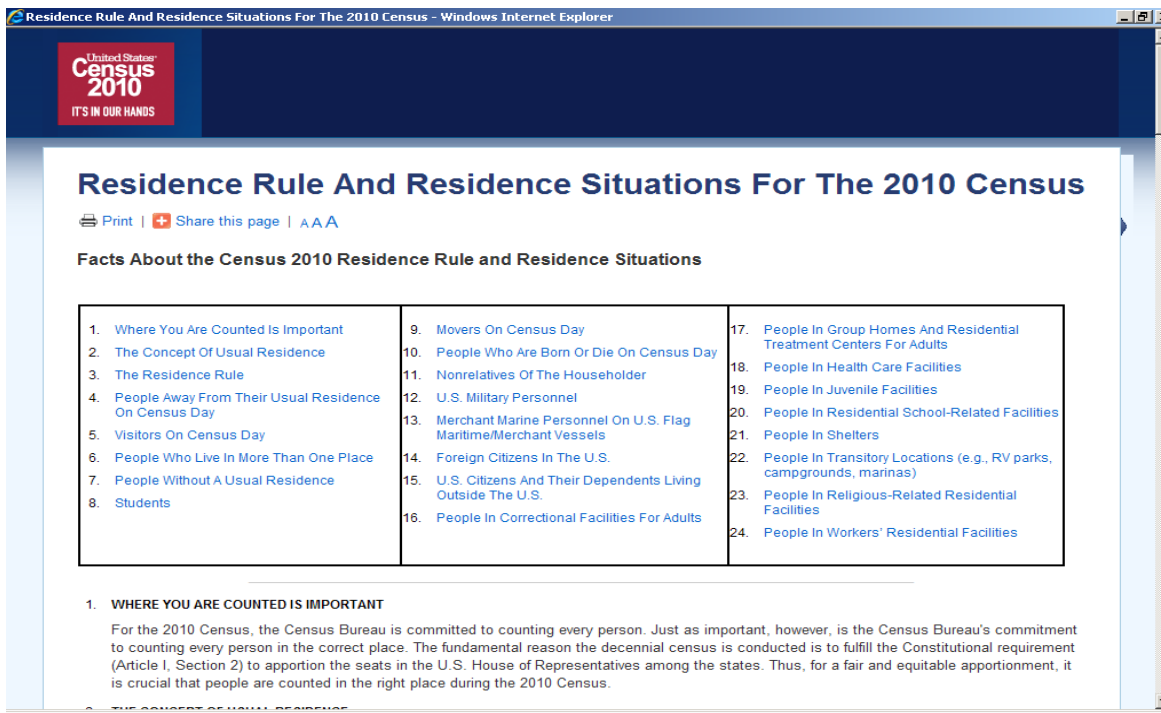 Residence Rule And Residence Situations For The 2010 Census - Windows Internet Explorer
United States
Census
2010
IT'S IN OUR HANDS
Residence Rule And Residence Situations For The 2010 Census
Print | Share this page | A A A
Facts About the Census 2010 Residence Rule and Residence Situations
1. Where You Are Counted Is Important
2. The Concept Of Usual Residence
3. The Residence Rule
4. People Away From Their Usual Residence
On Census Day
5. Visitors On Census Day
6. People Who Live In More Than One Place
7. People Without A Usual Residence
8. Students
9. Movers On Census Day
10. People Who Are Born Or Die On Census Day
11. Nonrelatives Of The Householder
12. U.S. Military Personnel
13. Merchant Marine Personnel On U.S. Flag
Maritime/Merchant Vessels
14. Foreign Citizens In The U.S.
15. U.S. Citizens And Their Dependents Living
Outside The U.S.
16. People In Correctional Facilities For Adults
17. People In Group Homes And Residential
Treatment Centers For Adults
18. People In Health Care Facilities
19. People In Juvenile Facilities
20. People In Residential School-Related Facilities
21. People In Shelters
22. People In Transitory Locations (e.g., RV parks,
campgrounds, marinas)
23. People In Religious-Related Residential
Facilities
24. People In Workers' Residential Facilities
1. WHERE YOU ARE COUNTED IS IMPORTANT
For the 2010 Census, the Census Bureau is committed to counting every person. Just as important, however, is the Census Bureau's commitment
to counting every person in the correct place. The fundamental reason the decennial census is conducted is to fulfill the Constitutional requirement
(Article I, Section 2) to apportion the seats in the U.S. House of Representatives among the states. Thus, for a fair and equitable apportionment, it
is crucial that people are counted in the right place during the 2010 Census.
2. THE CONCEPT OF USUAL RESIDENCE